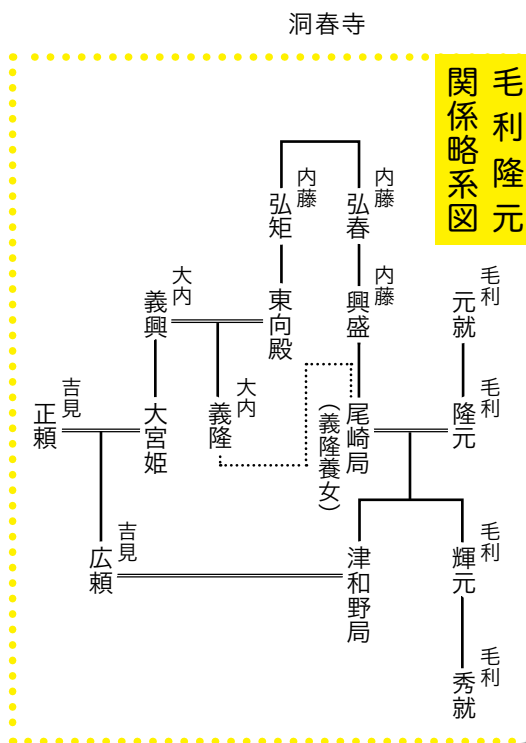 洞春寺
毛利隆元
関係略系図
毛利
元就
毛利
隆元
毛利
輝元
毛利
秀就
内藤
弘春
内藤
興盛
尾崎局
(義隆養女)
津和野局
内藤
弘矩
東向殿
大内
義隆
大内
義興
大宮姫
吉見
広頼
吉見
正頼